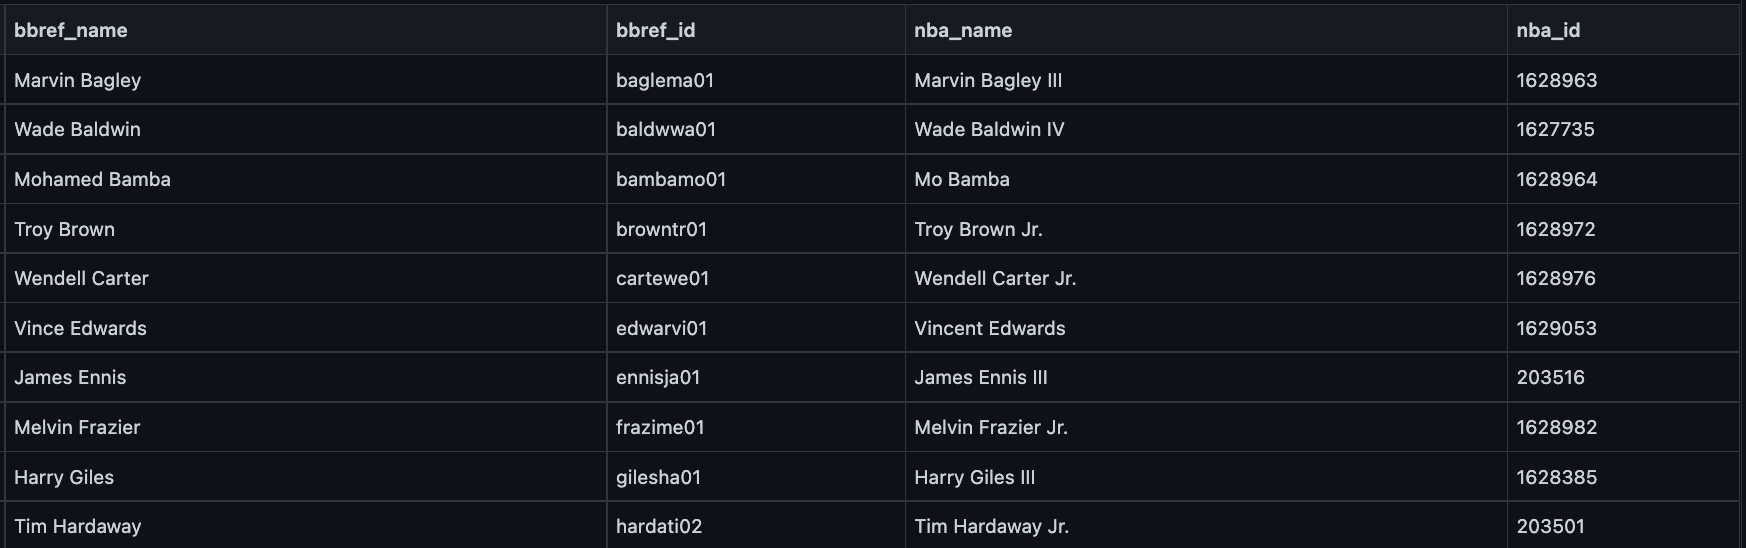 bbref_name bbref_id nba_name nba_id
Marvin Bagley baglema01 Marvin Bagley III 1628963
Wade Baldwin baldwwa01 Wade Baldwin IV 1627735
Mohamed Bamba bambamo01 Mo Bamba 1628964
Troy Brown browntr01 Troy Brown Jr. 1628972
Wendell Carter cartewe01 Wendell Carter Jr. 1628976
Vince Edwards edwarvi01 Vincent Edwards 1629053
James Ennis ennisja01 James Ennis III 203516
Melvin Frazier frazime01 Melvin Frazier Jr. 1628982
Harry Giles gilesha01 Harry Giles III 1628385
Tim Hardaway hardati02 Tim Hardaway Jr. 203501